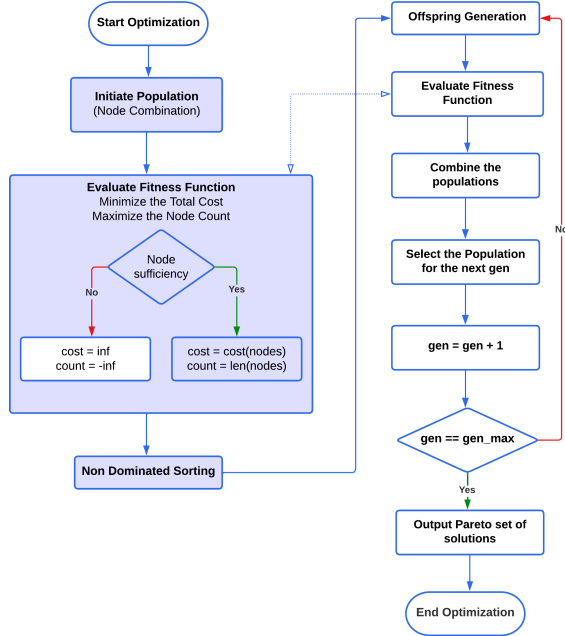 Start Optimization
Initiate Population
(Node Combination)
Evaluate Fitness Function
Minimize the Total Cost
Maximize the Node Count
Node
sufficiency
No
Yes
cost = inf
count = -inf
cost = cost(nodes)
count = len(nodes)
Non Dominated Sorting
Offspring Generation
Evaluate Fitness
Function
Combine the
populations
Select the Population
for the next gen
gen = gen + 1
gen == gen_max
No
Yes
Output Pareto set of
solutions
End Optimization